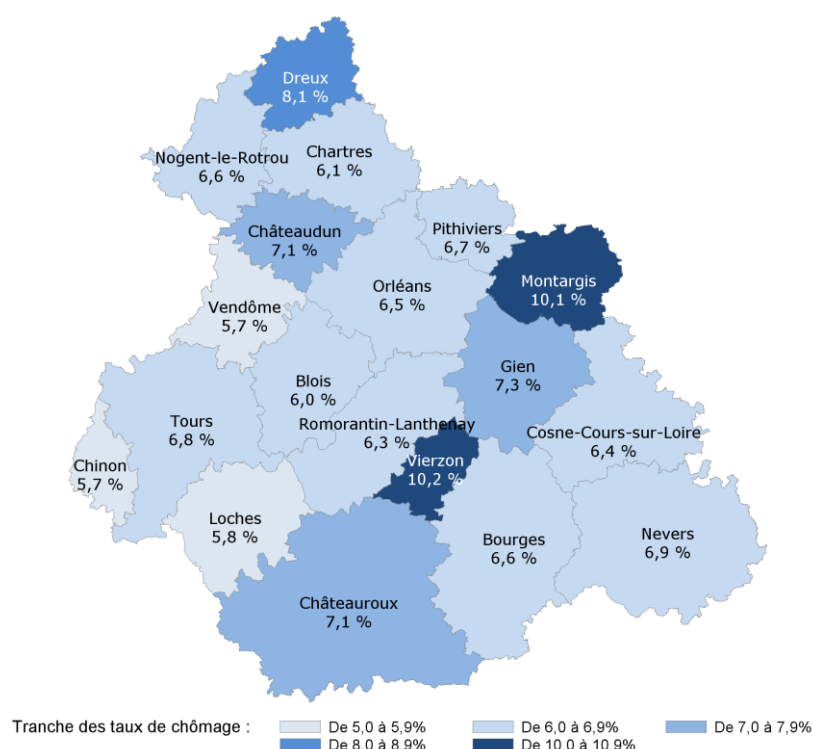 Dreux
8,1 %
Nogent-le-Rotrou
6,6 %
Chartres
6,1 %
Châteaudun
7,1 %
Pithiviers
6,7 %
Montargis
10,1 %
Orléans
6,5 %
Vendôme
5,7 %
Gien
7,3 %
Blois
6,0 %
Tours
6,8 %
Romorantin-Lanthenay
6,3 %
Cosne-Cours-sur-Loire
6,4 %
Vierzon
10,2 %
Chinon
5,7 %
Loches
5,8 %
Bourges
6,6 %
Nevers
6,9 %
Châteauroux
7,1 %
Tranche des taux de chômage :
De 5,0 à 5,9%
De 6,0 à 6,9%
De 7,0 à 7,9%
De 8,0 à 8,9%
De 10,0 à 10,9%